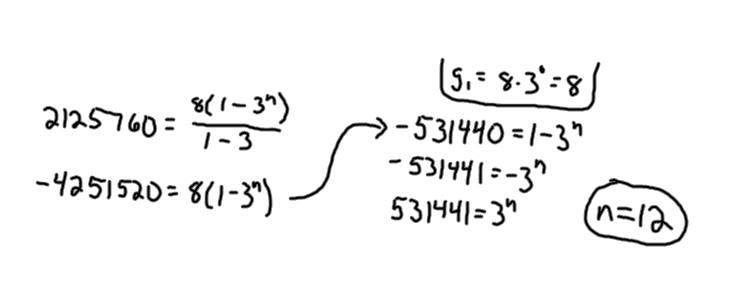 2125760 = 8(1-3ⁿ)/(1-3)
-4251520 = 8(1-3ⁿ)
g₁ = 8·3⁰ = 8
-531440 = 1-3ⁿ
-531441 = -3ⁿ
531441 = 3ⁿ
n=12